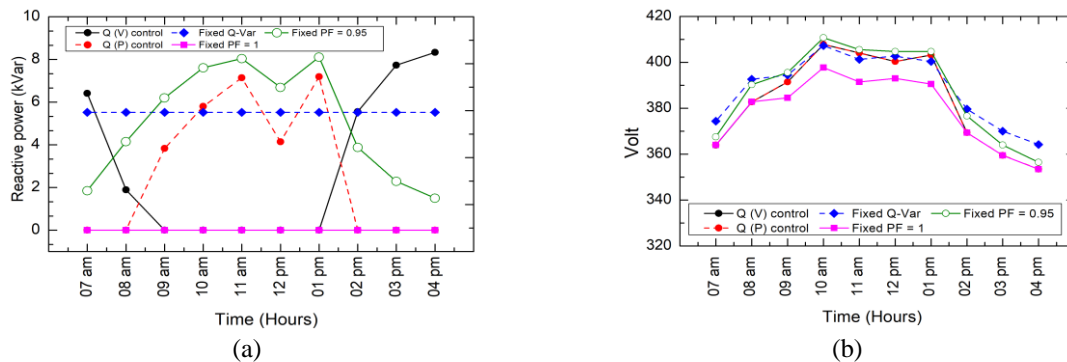 Q (V) control
Fixed Q-Var
Fixed PF = 0.95
Q (P) control
Fixed PF = 1
Reactive power (kVar)
10
8
6
4
2
0
07 am
08 am
09 am
10 am
11 am
12 pm
01 pm
02 pm
03 pm
04 pm
Time (Hours)
(a)
Volt
420
400
380
360
340
320
Q (V) control
Fixed Q-Var
Fixed PF = 0.95
Q (P) control
Fixed PF = 1
07 am
08 am
09 am
10 am
11 am
12 pm
01 pm
02 pm
03 pm
04 pm
Time (Hours)
(b)